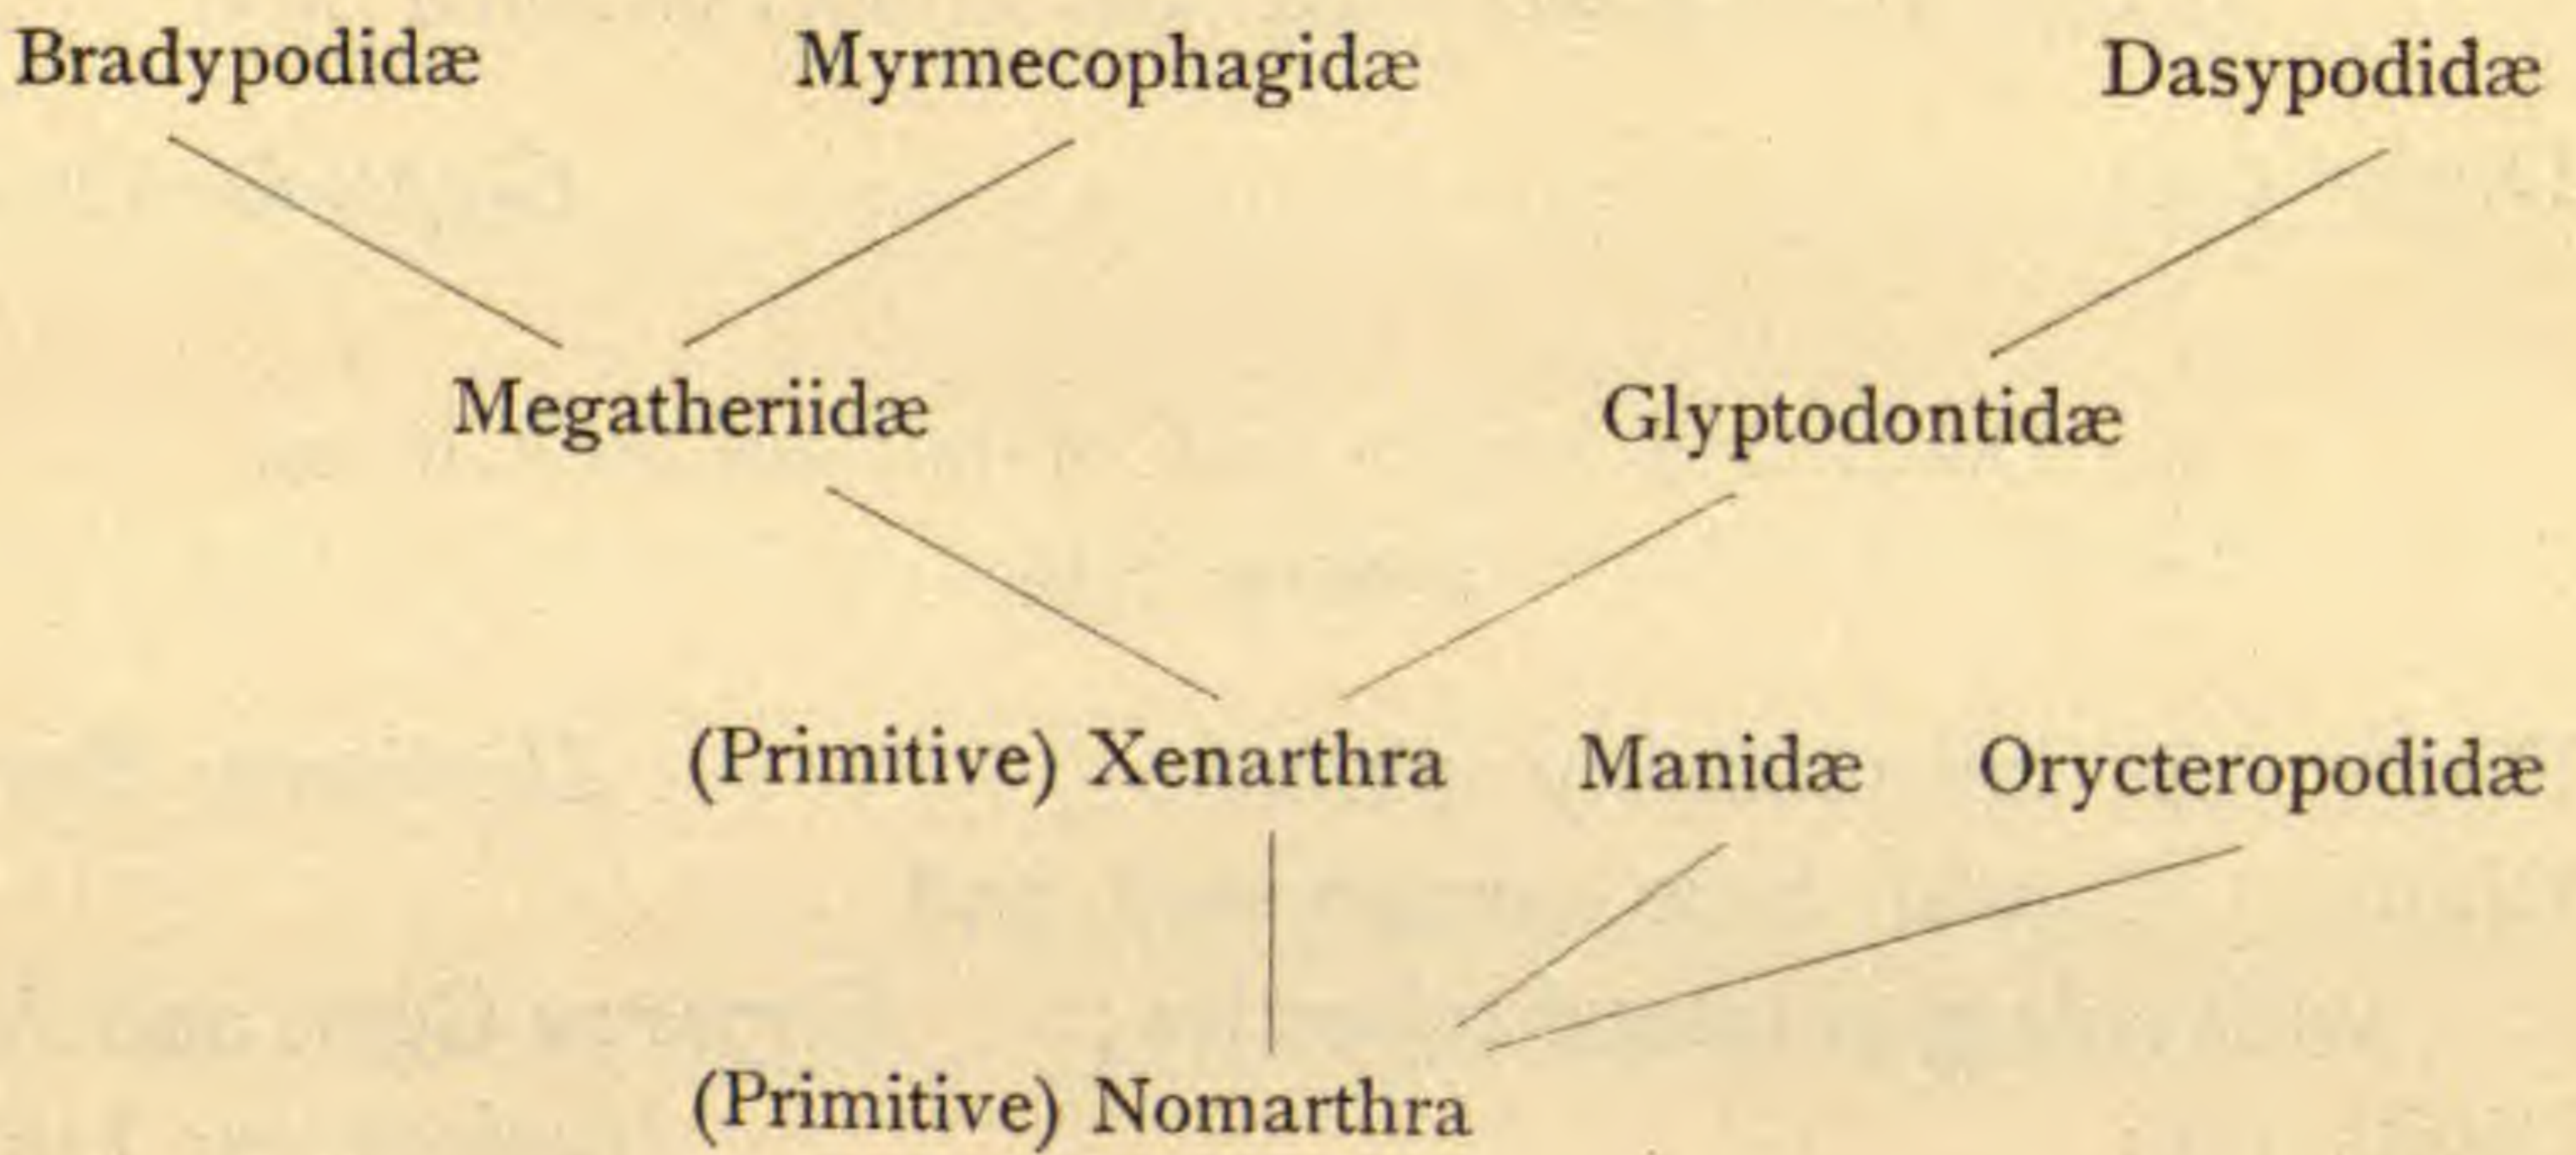 Bradypodidæ Myrmecophagidæ Dasypodidæ
Megatheriidæ Glyptodontidæ
(Primitive) Xenarthra Manidæ Orycteropodidæ
(Primitive) Nomarthra